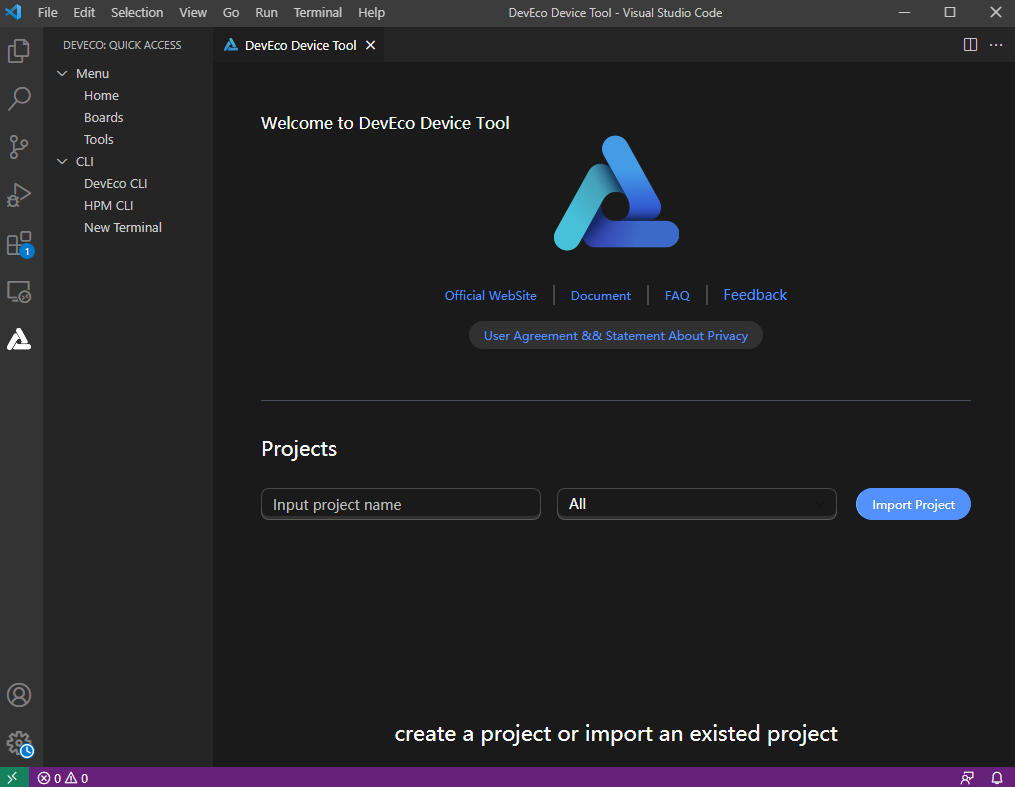 File Edit Selection View Go Run Terminal Help DevEco Device Tool - Visual Studio Code
DEVECO: QUICK ACCESS
Menu
Home
Boards
Tools
CLI
DevEco CLI
HPM CLI
New Terminal
1
DevEco Device Tool
Welcome to DevEco Device Tool
Official WebSite Document FAQ Feedback
User Agreement && Statement About Privacy
Projects
Input project name All Import Project
create a project or import an existed project
0 0